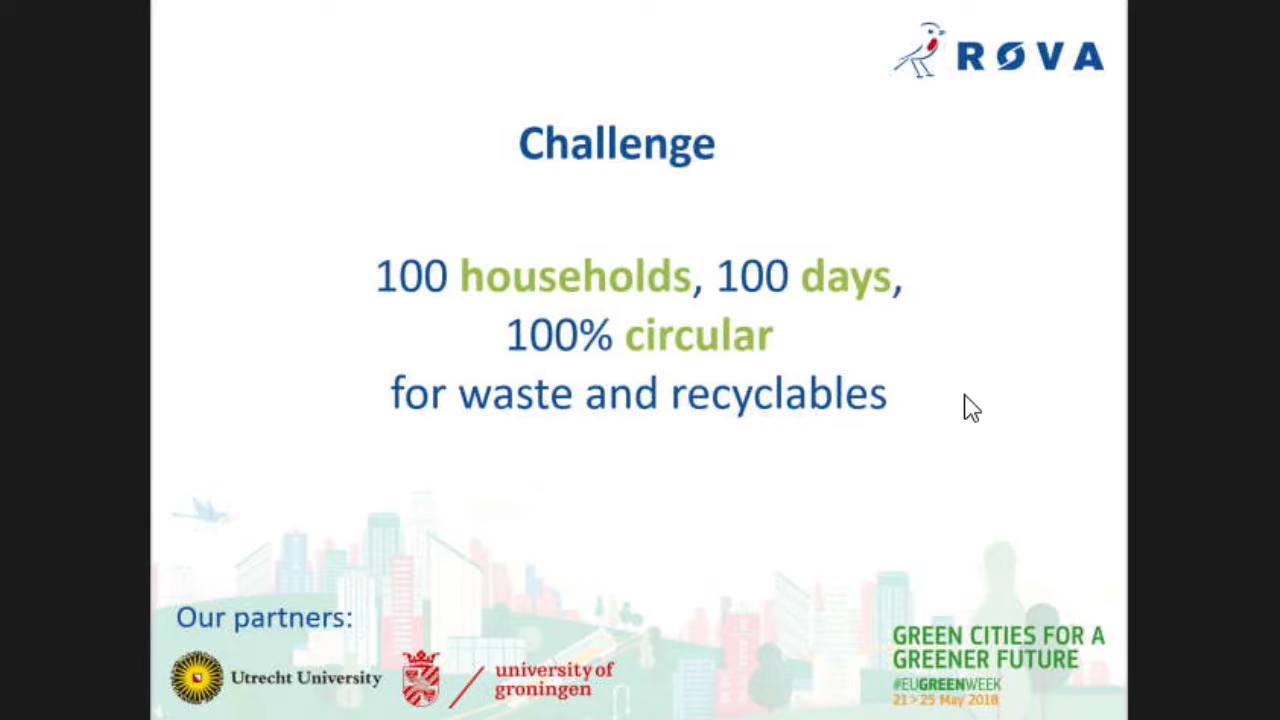 RØVA
Challenge
100 households, 100 days,
100% circular
for waste and recyclables
Our partners:
Utrecht University
university of
groningen
GREEN CITIES FOR A
GREENER FUTURE
#EUGREENWEEK
21 > 25 May 2018